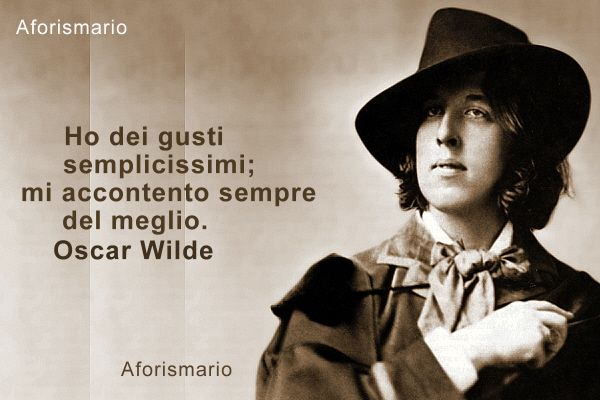 Aforismario
Ho dei gusti
semplicissimi;
mi accontento sempre
del meglio.
Oscar Wilde
Aforismario